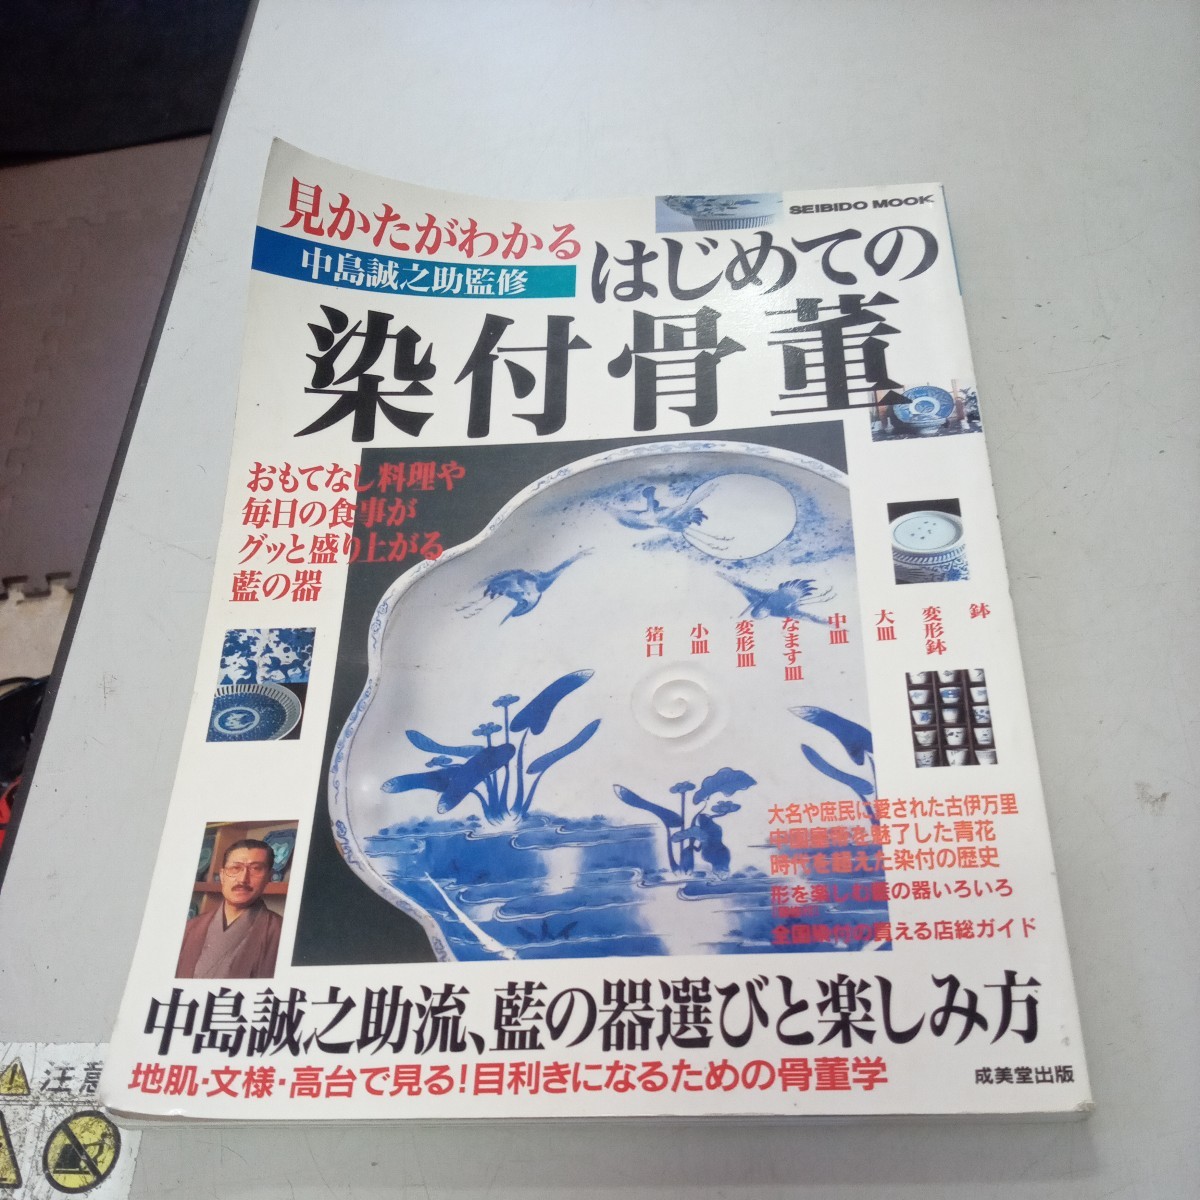 SEIBIDO MOOK
見かたがわかる
中島誠之助監修
はじめての
染付骨董
おもてなし料理や
毎日の食事が
グッと盛り上がる
藍の器
鉢
変形鉢
大皿
中皿
なます皿
変形皿
小皿
猪口
大名や庶民に愛された古伊万里
中国皇帝を魅了した青花
時代を超えた染付の歴史
形を楽しむ藍の器いろいろ
全国染付の買える店総ガイド
中島誠之助流、藍の器選びと楽しみ方
地肌・文様・高台で見る!目利きになるための骨董学
成美堂出版
注意